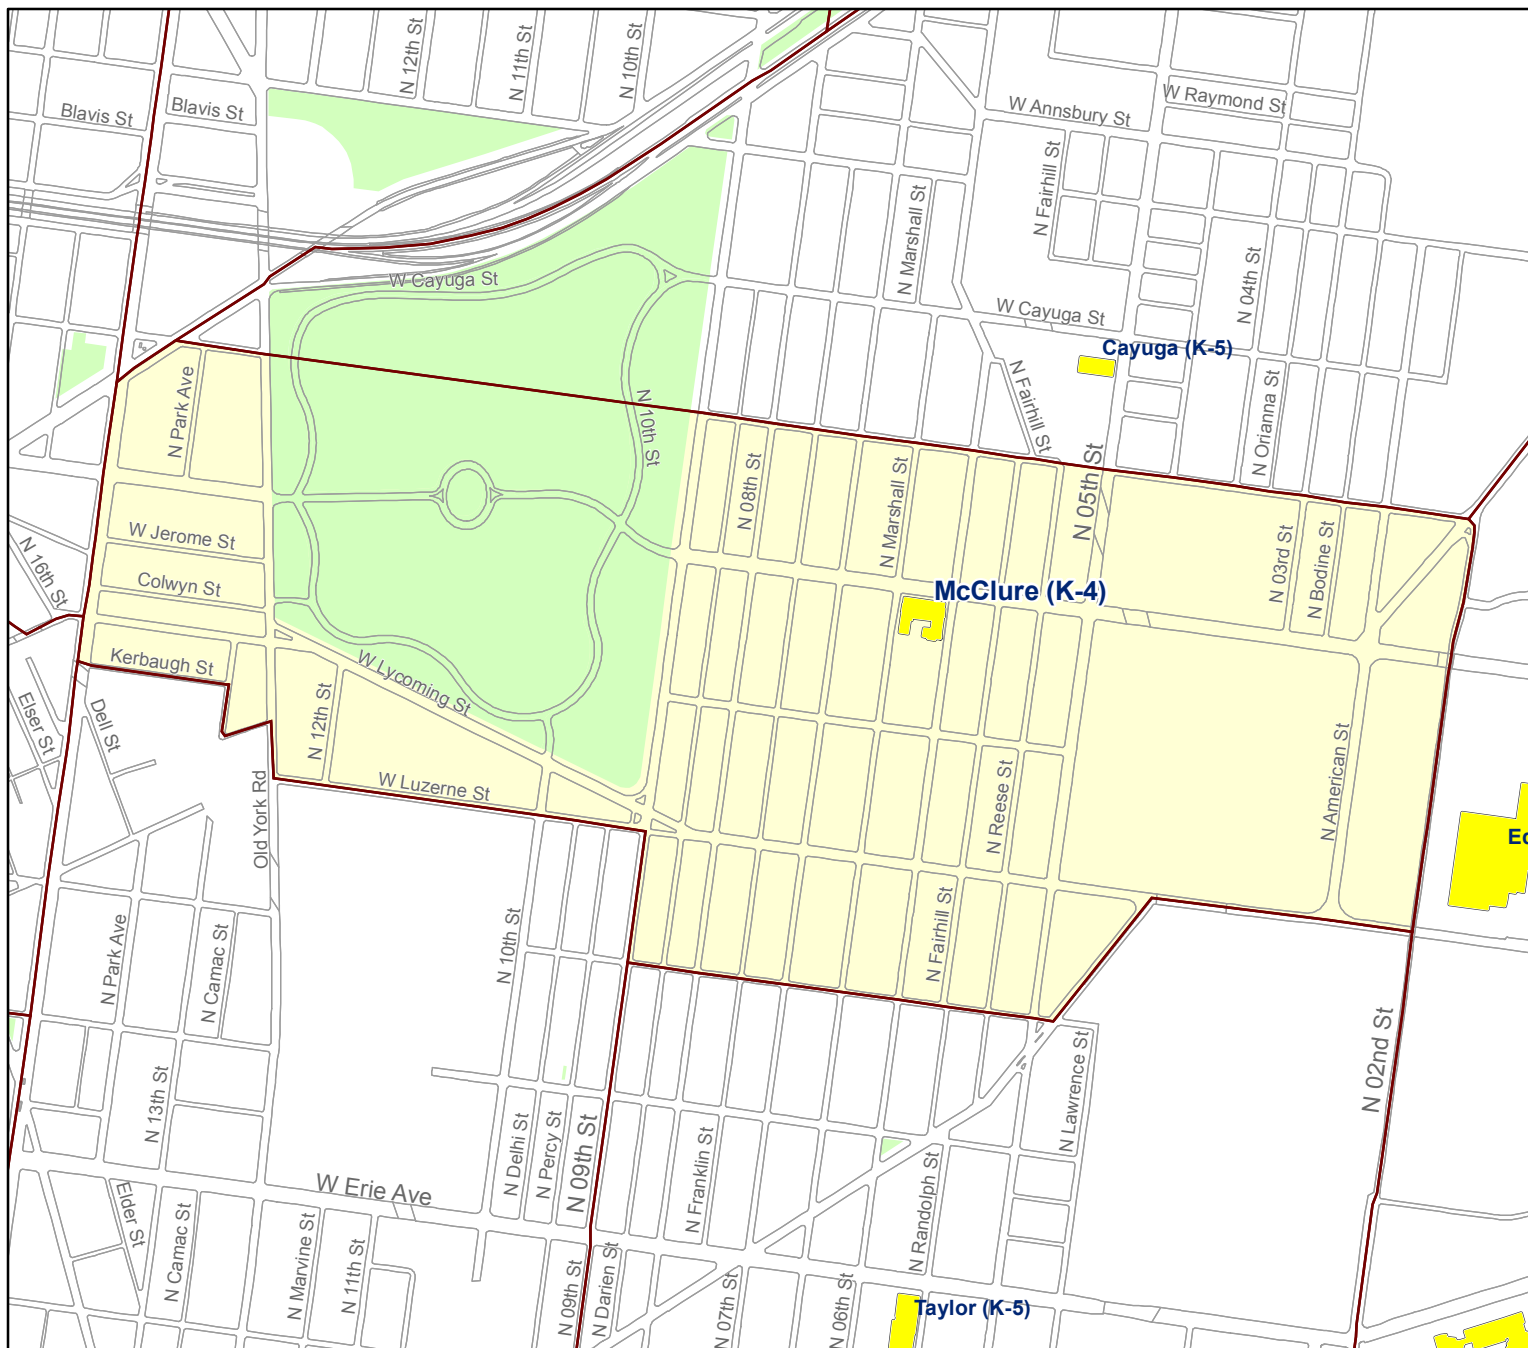 N 12th St
N 11th St
N 10th St
Blavis St
Blavis St
W Annsbury St
W Raymond St
N Fairhill St
N Marshall St
W Cayuga St
N 04th St
W Cayuga St
Cayuga (K-5)
N Park Ave
N 10th St
N Fairhill St
N Orianna St
N 08th St
N Marshall St
N 05th St
W Jerome St
N 16th St
Colwyn St
N 03rd St
N Bodine St
McClure (K-4)
Kerbaugh St
W Lycoming St
Elser St
Dell St
N 12th St
W Luzerne St
Old York Rd
N Reese St
N American St
N Park Ave
N Camac St
N 10th St
N Fairhill St
N 02nd St
N 13th St
N Delhi St
N Percy St
N 09th St
N Franklin St
N Lawrence St
N Randolph St
W Erie Ave
Elder St
N Camac St
N Marvine St
N 11th St
N 09th St
N Darien St
N 07th St
N 06th St
Taylor (K-5)